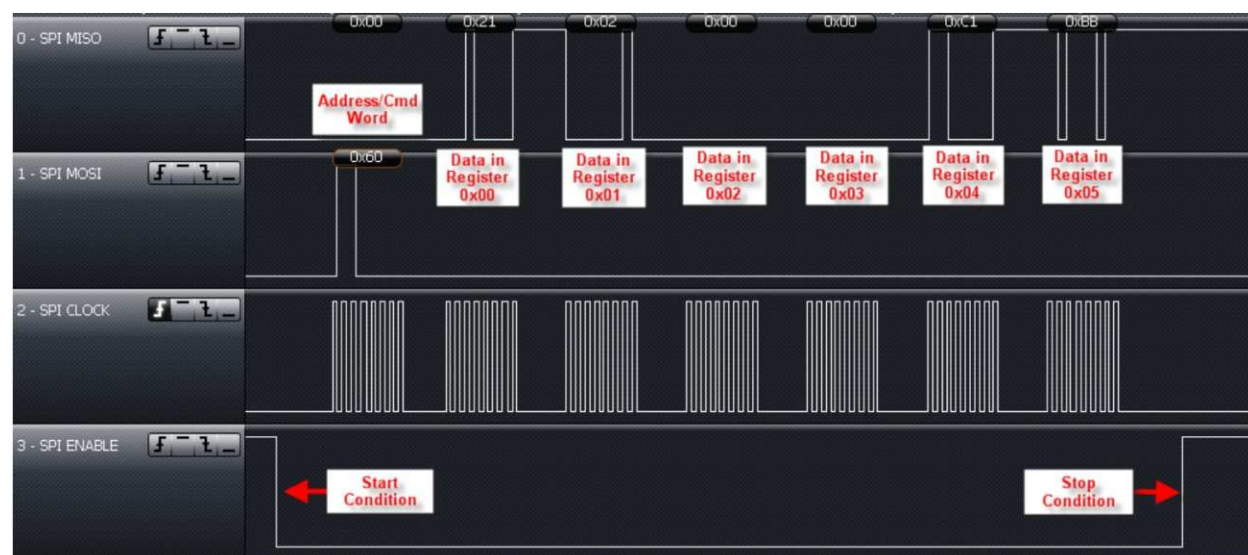 0x00 0x21 0x02 0x00 0x00 0xC1 0xBB
0 - SPI MISO
Address/Cmd
Word
0x60
1 - SPI MOSI
Data in
Register
0x00
Data in
Register
0x01
Data in
Register
0x02
Data in
Register
0x03
Data in
Register
0x04
Data in
Register
0x05
2 - SPI CLOCK
3 - SPI ENABLE
Start
Condition
Stop
Condition